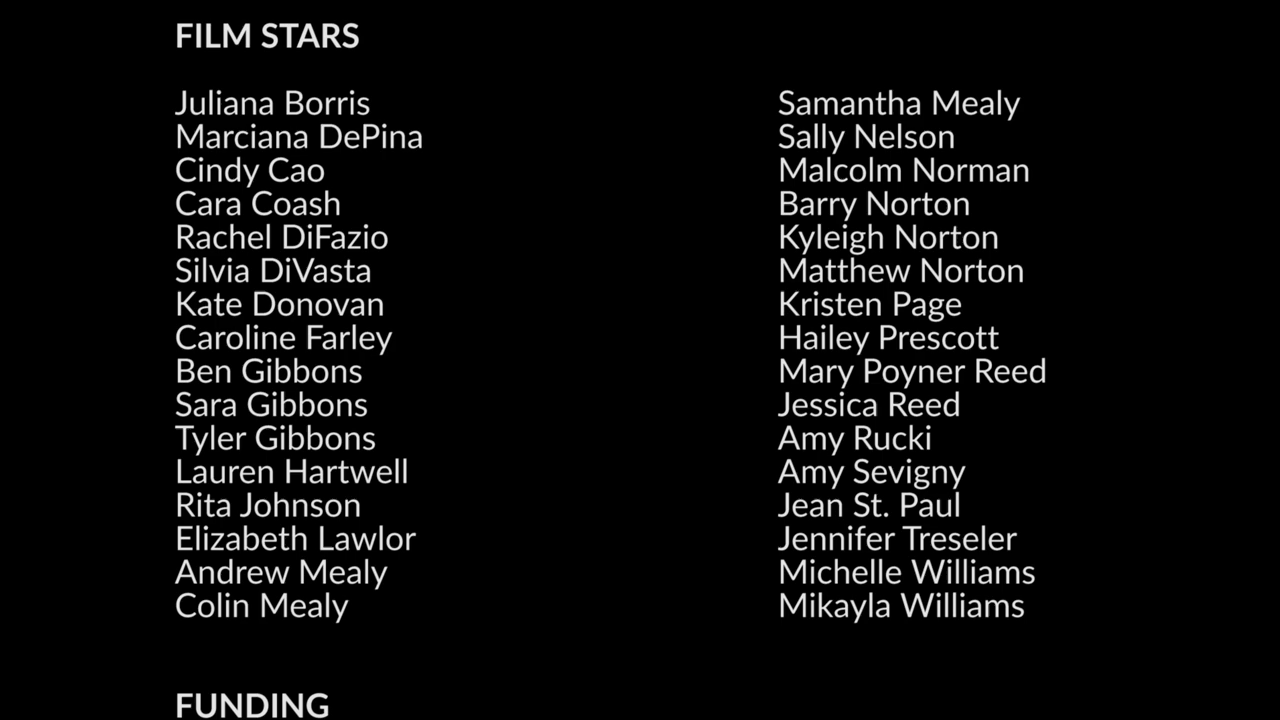 FILM STARS
Juliana Borris
Marciana DePina
Cindy Cao
Cara Coash
Rachel DiFazio
Silvia DiVasta
Kate Donovan
Caroline Farley
Ben Gibbons
Sara Gibbons
Tyler Gibbons
Lauren Hartwell
Rita Johnson
Elizabeth Lawlor
Andrew Mealy
Colin Mealy
Samantha Mealy
Sally Nelson
Malcolm Norman
Barry Norton
Kyleigh Norton
Matthew Norton
Kristen Page
Hailey Prescott
Mary Poyner Reed
Jessica Reed
Amy Rucki
Amy Sevigny
Jean St. Paul
Jennifer Treseler
Michelle Williams
Mikayla Williams
FUNDING